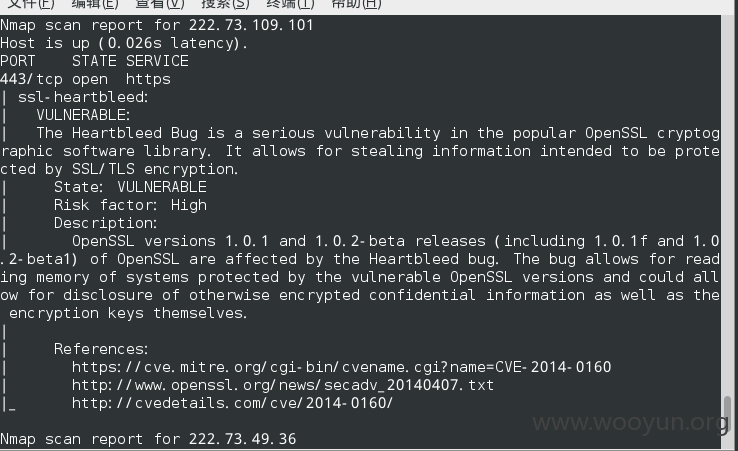 文件(F) 编辑(E) 查看(V) 搜索(S) 终端(T) 帮助(H)
Nmap scan report for 222.73.109.101
Host is up (0.026s latency).
PORT    STATE SERVICE
443/tcp open  https
| ssl-heartbleed:
|   VULNERABLE:
|   The Heartbleed Bug is a serious vulnerability in the popular OpenSSL cryptog
raphic software library. It allows for stealing information intended to be prote
cted by SSL/TLS encryption.
|     State: VULNERABLE
|     Risk factor: High
|     Description:
|       OpenSSL versions 1.0.1 and 1.0.2-beta releases (including 1.0.1f and 1.0
.2-beta1) of OpenSSL are affected by the Heartbleed bug. The bug allows for read
ing memory of systems protected by the vulnerable OpenSSL versions and could all
ow for disclosure of otherwise encrypted confidential information as well as the
 encryption keys themselves.
|
|     References:
|       https://cve.mitre.org/cgi-bin/cvename.cgi?name=CVE-2014-0160
|       http://www.openssl.org/news/secadv_20140407.txt
|_      http://cvedetails.com/cve/2014-0160/
www.wooyun.org
Nmap scan report for 222.73.49.36